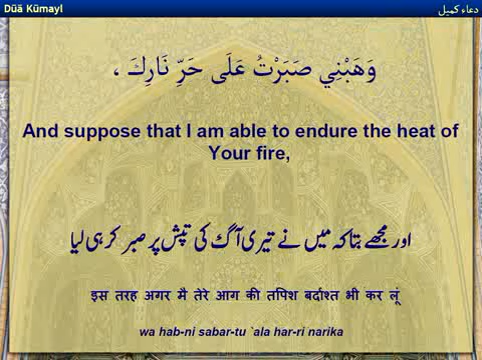 Dūā Kūmayl
دعاء كميل
وَهَبْنِي صَبَرْتُ عَلَى حَرِّ نَارِكَ ،
And suppose that I am able to endure the heat of
Your fire,
اور مجھے بتا کہ میں نے تیری آگ کی تپش پر صبر کر ہی لیا
इस तरह अगर मै तेरे आग की तपिश बर्दाश्त भी कर लूं
wa hab-ni sabar-tu `ala har-ri narika